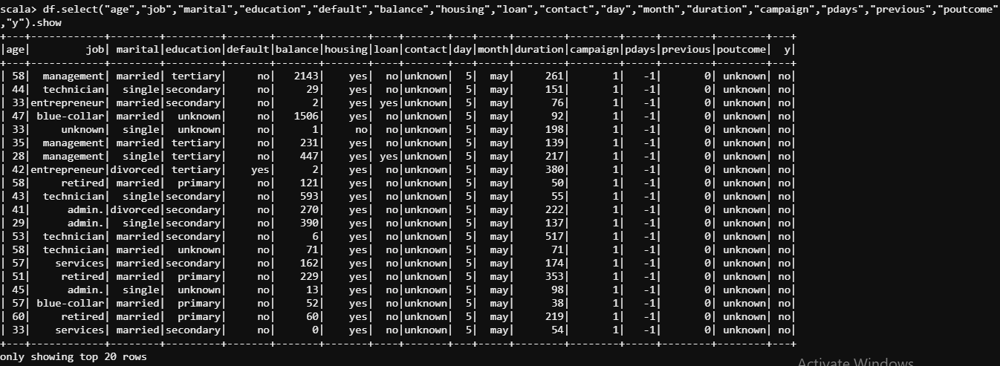 scala> df.select("age","job","marital","education","default","balance","housing","loan","contact","day","month","duration","campaign","pdays","previous","poutcome"
,"y").show
+---+------------+--------+---------+-------+-------+-------+----+-------+---+-----+--------+--------+-----+--------+--------+---+
|age|         job| marital|education|default|balance|housing|loan|contact|day|month|duration|campaign|pdays|previous|poutcome|  y|
+---+------------+--------+---------+-------+-------+-------+----+-------+---+-----+--------+--------+-----+--------+--------+---+
| 58|  management| married| tertiary|     no|   2143|    yes|  no|unknown|  5|  may|     261|       1|   -1|       0| unknown| no|
| 44|  technician|  single|secondary|     no|     29|    yes|  no|unknown|  5|  may|     151|       1|   -1|       0| unknown| no|
| 33|entrepreneur| married|secondary|     no|      2|    yes| yes|unknown|  5|  may|      76|       1|   -1|       0| unknown| no|
| 47| blue-collar| married|  unknown|     no|   1506|    yes|  no|unknown|  5|  may|      92|       1|   -1|       0| unknown| no|
| 33|     unknown|  single|  unknown|     no|      1|     no|  no|unknown|  5|  may|     198|       1|   -1|       0| unknown| no|
| 35|  management| married| tertiary|     no|    231|    yes|  no|unknown|  5|  may|     139|       1|   -1|       0| unknown| no|
| 28|  management|  single| tertiary|     no|    447|    yes| yes|unknown|  5|  may|     217|       1|   -1|       0| unknown| no|
| 42|entrepreneur|divorced| tertiary|    yes|      2|    yes|  no|unknown|  5|  may|     380|       1|   -1|       0| unknown| no|
| 58|     retired| married|  primary|     no|    121|    yes|  no|unknown|  5|  may|      50|       1|   -1|       0| unknown| no|
| 43|  technician|  single|secondary|     no|    593|    yes|  no|unknown|  5|  may|      55|       1|   -1|       0| unknown| no|
| 41|      admin.|divorced|secondary|     no|    270|    yes|  no|unknown|  5|  may|     222|       1|   -1|       0| unknown| no|
| 29|      admin.|  single|secondary|     no|    390|    yes|  no|unknown|  5|  may|     137|       1|   -1|       0| unknown| no|
| 53|  technician| married|secondary|     no|      6|    yes|  no|unknown|  5|  may|     517|       1|   -1|       0| unknown| no|
| 58|  technician| married|  unknown|     no|     71|    yes|  no|unknown|  5|  may|      71|       1|   -1|       0| unknown| no|
| 57|    services| married|secondary|     no|    162|    yes|  no|unknown|  5|  may|     174|       1|   -1|       0| unknown| no|
| 51|     retired| married|  primary|     no|    229|    yes|  no|unknown|  5|  may|     353|       1|   -1|       0| unknown| no|
| 45|      admin.|  single|  unknown|     no|     13|    yes|  no|unknown|  5|  may|      98|       1|   -1|       0| unknown| no|
| 57| blue-collar| married|  primary|     no|     52|    yes|  no|unknown|  5|  may|      38|       1|   -1|       0| unknown| no|
| 60|     retired| married|  primary|     no|     60|    yes|  no|unknown|  5|  may|     219|       1|   -1|       0| unknown| no|
| 33|    services| married|secondary|     no|      0|    yes|  no|unknown|  5|  may|      54|       1|   -1|       0| unknown| no|
+---+------------+--------+---------+-------+-------+-------+----+-------+---+-----+--------+--------+-----+--------+--------+---+
only showing top 20 rows
Activate Windows